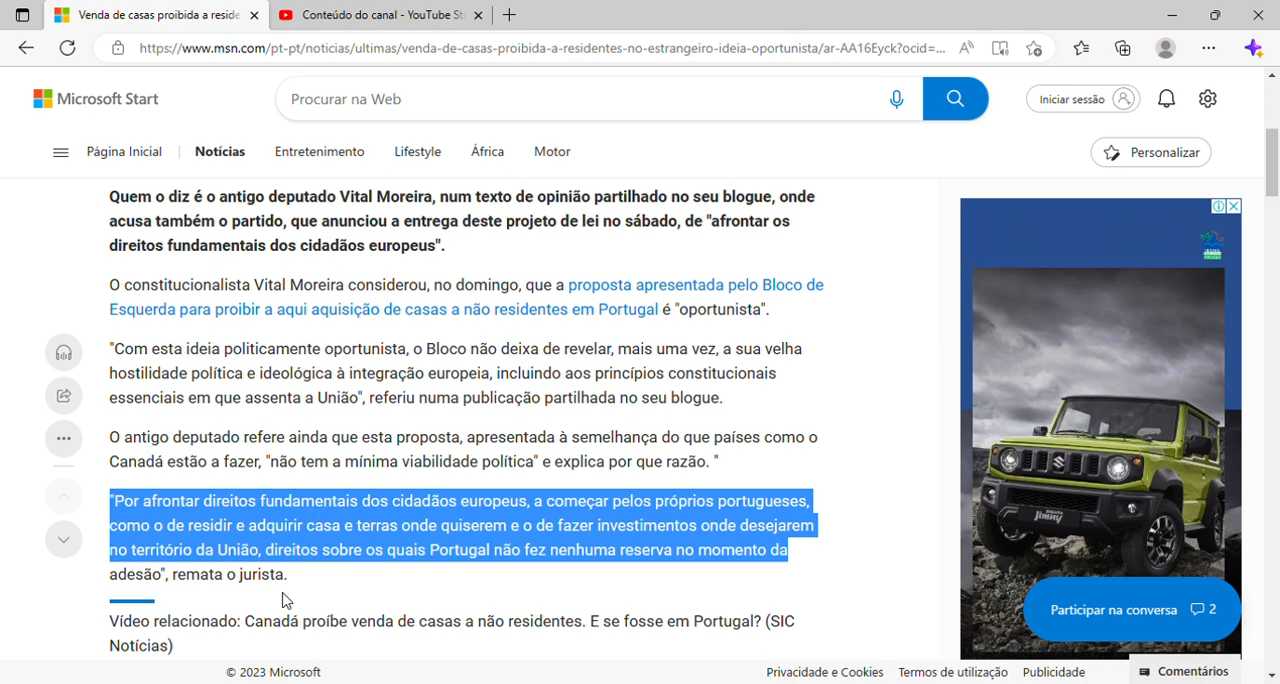 Venda de casas proibida a reside
Conteúdo do canal - YouTube St
https://www.msn.com/pt-pt/noticias/ultimas/venda-de-casas-proibida-a-residentes-no-estrangeiro-ideia-oportunista/ar-AA16Eyck?ocid=...
Microsoft Start
Procurar na Web
Iniciar sessão
Página Inicial
Notícias
Entretenimento
Lifestyle
África
Motor
Personalizar
Quem o diz é o antigo deputado Vital Moreira, num texto de opinião partilhado no seu blogue, onde
acusa também o partido, que anunciou a entrega deste projeto de lei no sábado, de "afrontar os
direitos fundamentais dos cidadãos europeus".
O constitucionalista Vital Moreira considerou, no domingo, que a proposta apresentada pelo Bloco de
Esquerda para proibir a aqui aquisição de casas a não residentes em Portugal é "oportunista".
"Com esta ideia politicamente oportunista, o Bloco não deixa de revelar, mais uma vez, a sua velha
hostilidade política e ideológica à integração europeia, incluindo aos princípios constitucionais
essenciais em que assenta a União", referiu numa publicação partilhada no seu blogue.
O antigo deputado refere ainda que esta proposta, apresentada à semelhança do que países como o
Canadá estão a fazer, "não tem a mínima viabilidade política" e explica por que razão. "
"Por afrontar direitos fundamentais dos cidadãos europeus, a começar pelos próprios portugueses,
como o de residir e adquirir casa e terras onde quiserem e o de fazer investimentos onde desejarem
no território da União, direitos sobre os quais Portugal não fez nenhuma reserva no momento da
adesão", remata o jurista.
Vídeo relacionado: Canadá proíbe venda de casas a não residentes. E se fosse em Portugal? (SIC
Notícias)
JIMNY
Participar na conversa 2
© 2023 Microsoft
Privacidade e Cookies
Termos de utilização
Publicidade
Comentários